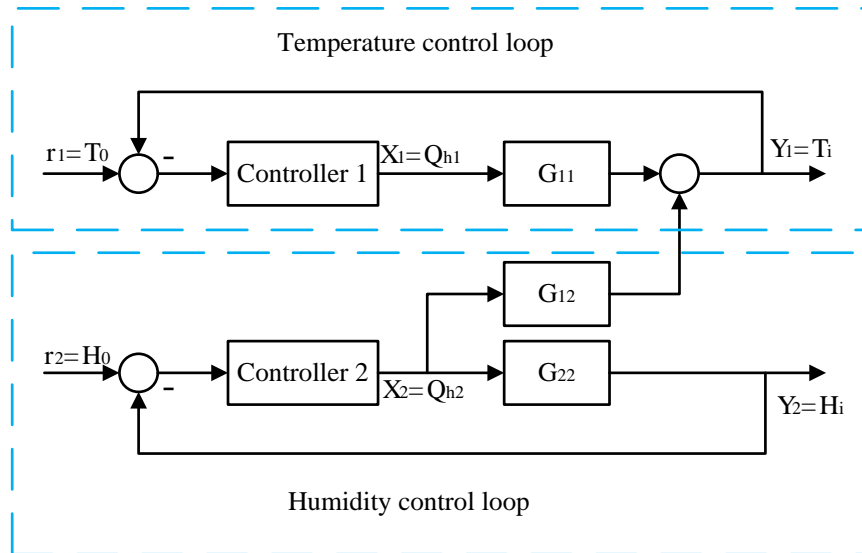 Temperature control loop
r₁=T₀
-
Controller 1
X₁=Qₕ₁
G₁₁
Y₁=Tᵢ
G₁₂
r₂=H₀
-
Controller 2
X₂=Qₕ₂
G₂₂
Y₂=Hᵢ
Humidity control loop